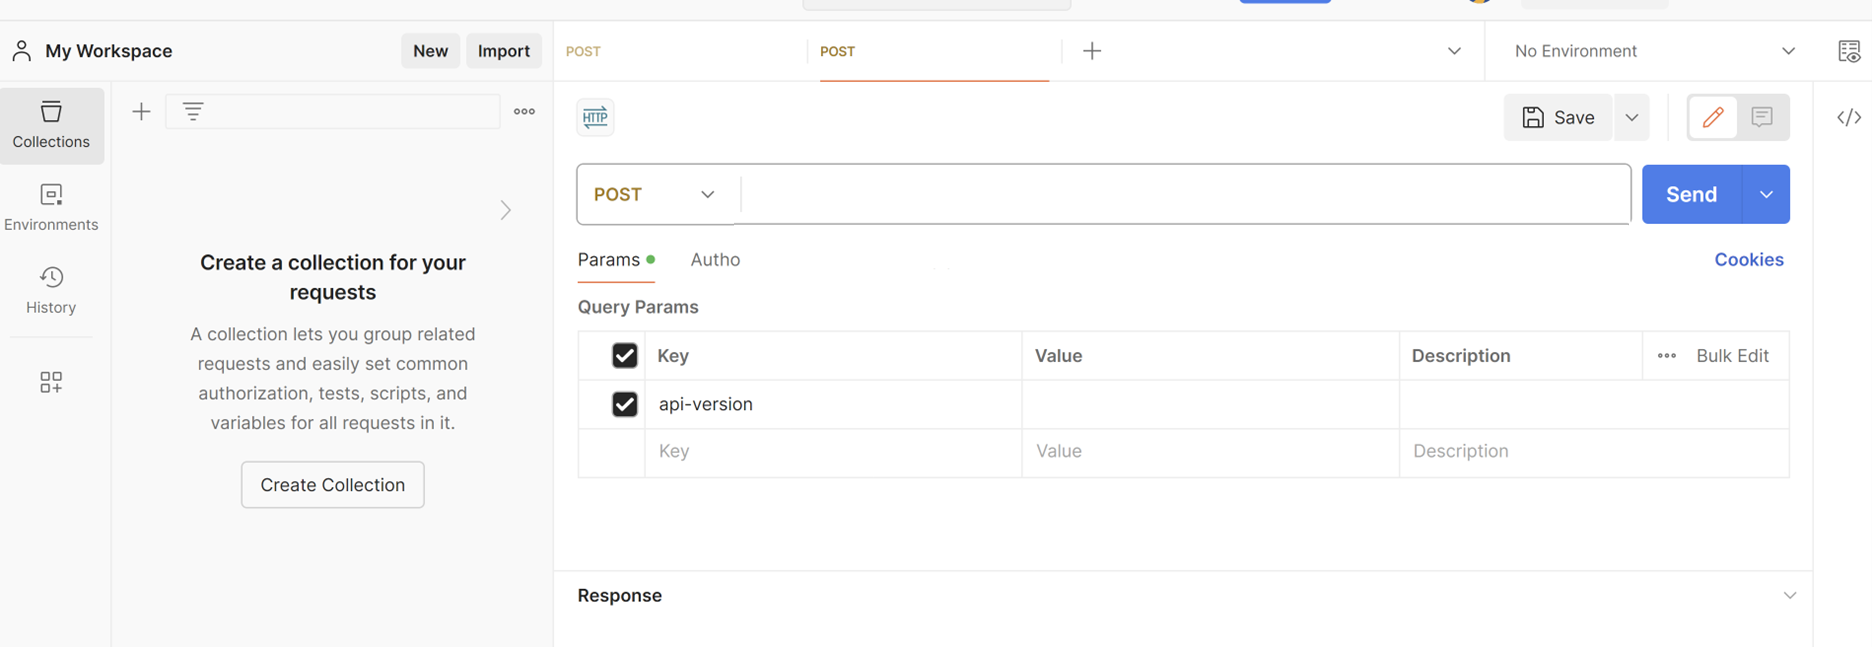 My Workspace
New
Import
POST
POST
No Environment
Collections
Environments
History
Create a collection for your
requests
A collection lets you group related
requests and easily set common
authorization, tests, scripts, and
variables for all requests in it.
Create Collection
HTTP
Save
POST
Send
Params
Autho
Cookies
Query Params
Key
Value
Description
Bulk Edit
api-version
Key
Value
Description
Response